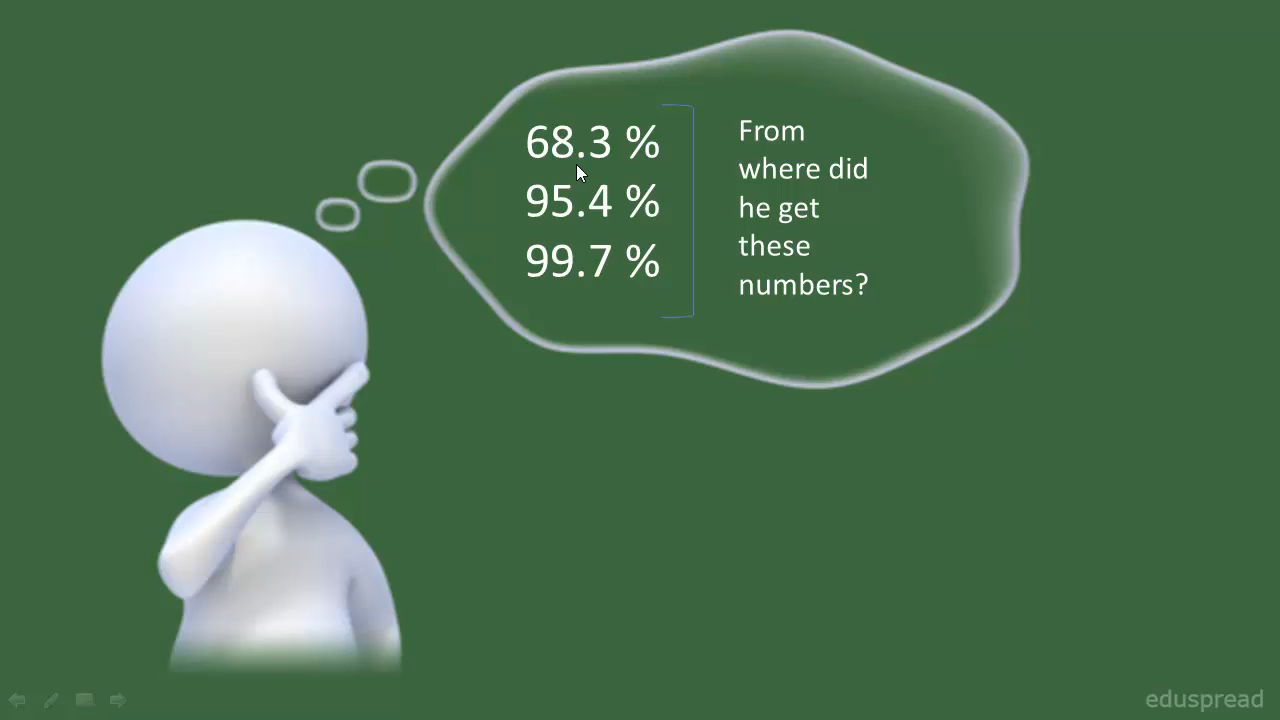 68.3 %
95.4 %
99.7 %
From
where did
he get
these
numbers?
eduspread